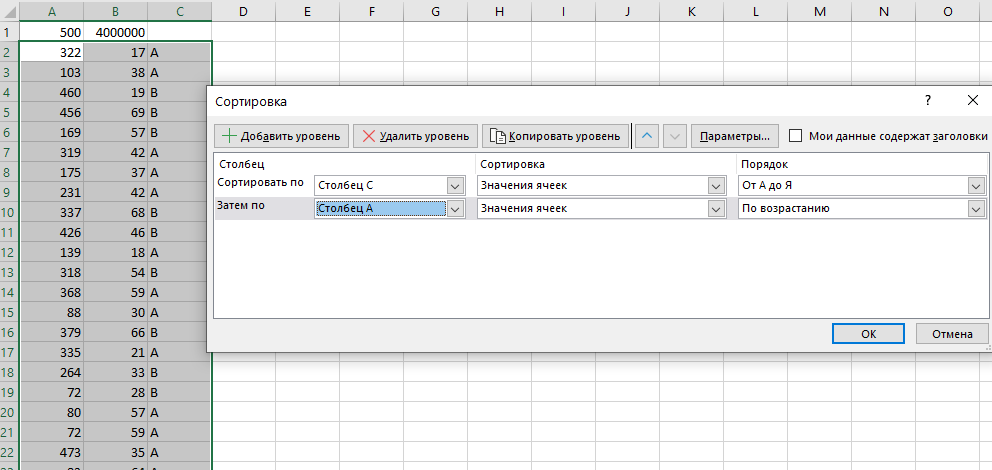 A B C D E F G H I J K L M N O
1 500 4000000
2 322 17 A
3 103 38 A
4 460 19 B
5 456 69 B
6 169 57 B
7 319 42 A
8 175 37 A
9 231 42 A
10 337 68 B
11 426 46 B
12 139 18 A
13 318 54 B
14 368 59 A
15 88 30 A
16 379 66 B
17 335 21 A
18 264 33 B
19 72 28 B
20 80 57 A
21 72 59 A
22 473 35 A
Сортировка ?
Добавить уровень Удалить уровень Копировать уровень Параметры... Мои данные содержат заголовки
Столбец Сортировка Порядок
Сортировать по Столбец C Значения ячеек От А до Я
Затем по Столбец A Значения ячеек По возрастанию
ОК Отмена